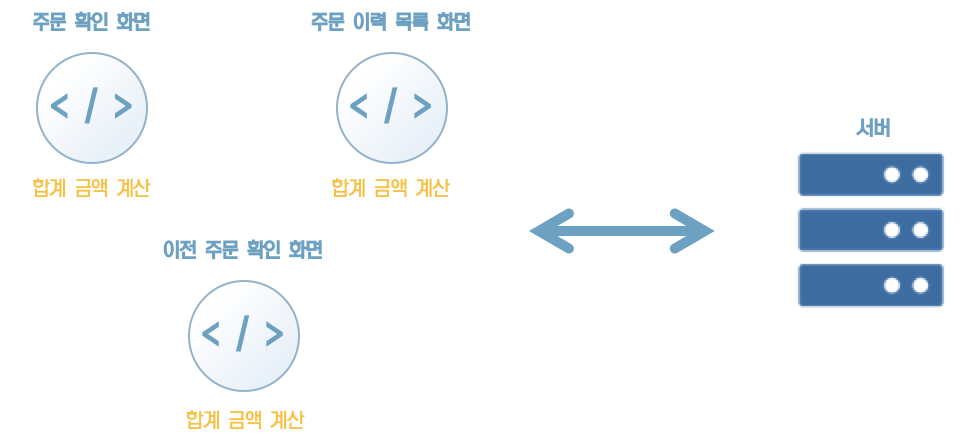 주문 확인 화면
주문 이력 목록 화면
</>
</>
합계 금액 계산
합계 금액 계산
서버
이전 주문 확인 화면
</>
합계 금액 계산